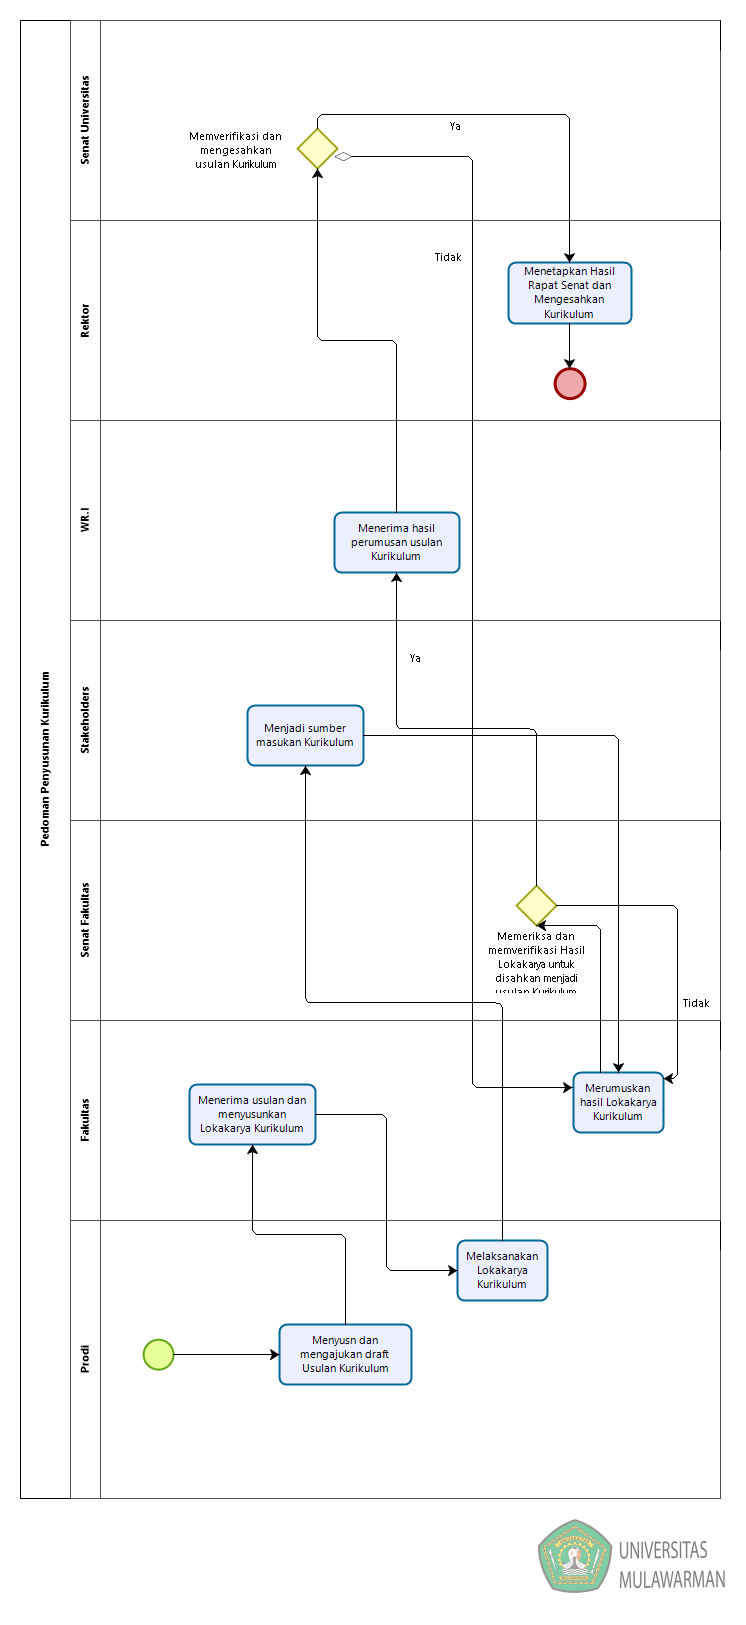 Pedoman Penyusunan Kurikulum
Senat Universitas
Memverifikasi dan
mengesahkan
usulan Kurikulum
Ya
Tidak
Rektor
Menetapkan Hasil
Rapat Senat dan
Mengesahkan
Kurikulum
WR.I
Menerima hasil
perumusan usulan
Kurikulum
Stakeholders
Ya
Menjadi sumber
masukan Kurikulum
Senat Fakultas
Memeriksa dan
memverifikasi Hasil
Lokakarya untuk
disahkan menjadi
usulan Kurikulum
Tidak
Fakultas
Menerima usulan dan
menyusunkan
Lokakarya Kurikulum
Merumuskan
hasil Lokakarya
Kurikulum
Prodi
Melaksanakan
Lokakarya
Kurikulum
Menyusn dan
mengajukan draft
Usulan Kurikulum
UNIVERSITAS
MULAWARMAN